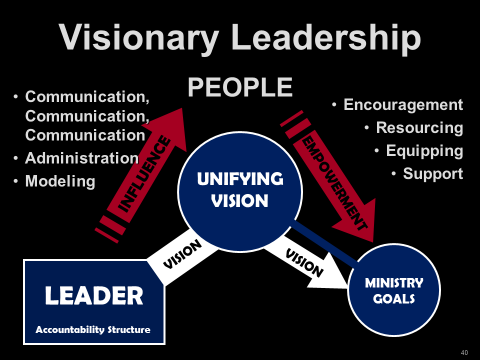 Visionary Leadership
PEOPLE
• Communication,
Communication,
Communication
• Administration
• Modeling
• Encouragement
• Resourcing
• Equipping
• Support
INFLUENCE
EMPOWERMENT
UNIFYING
VISION
VISION
VISION
LEADER
Accountability Structure
MINISTRY
GOALS
40